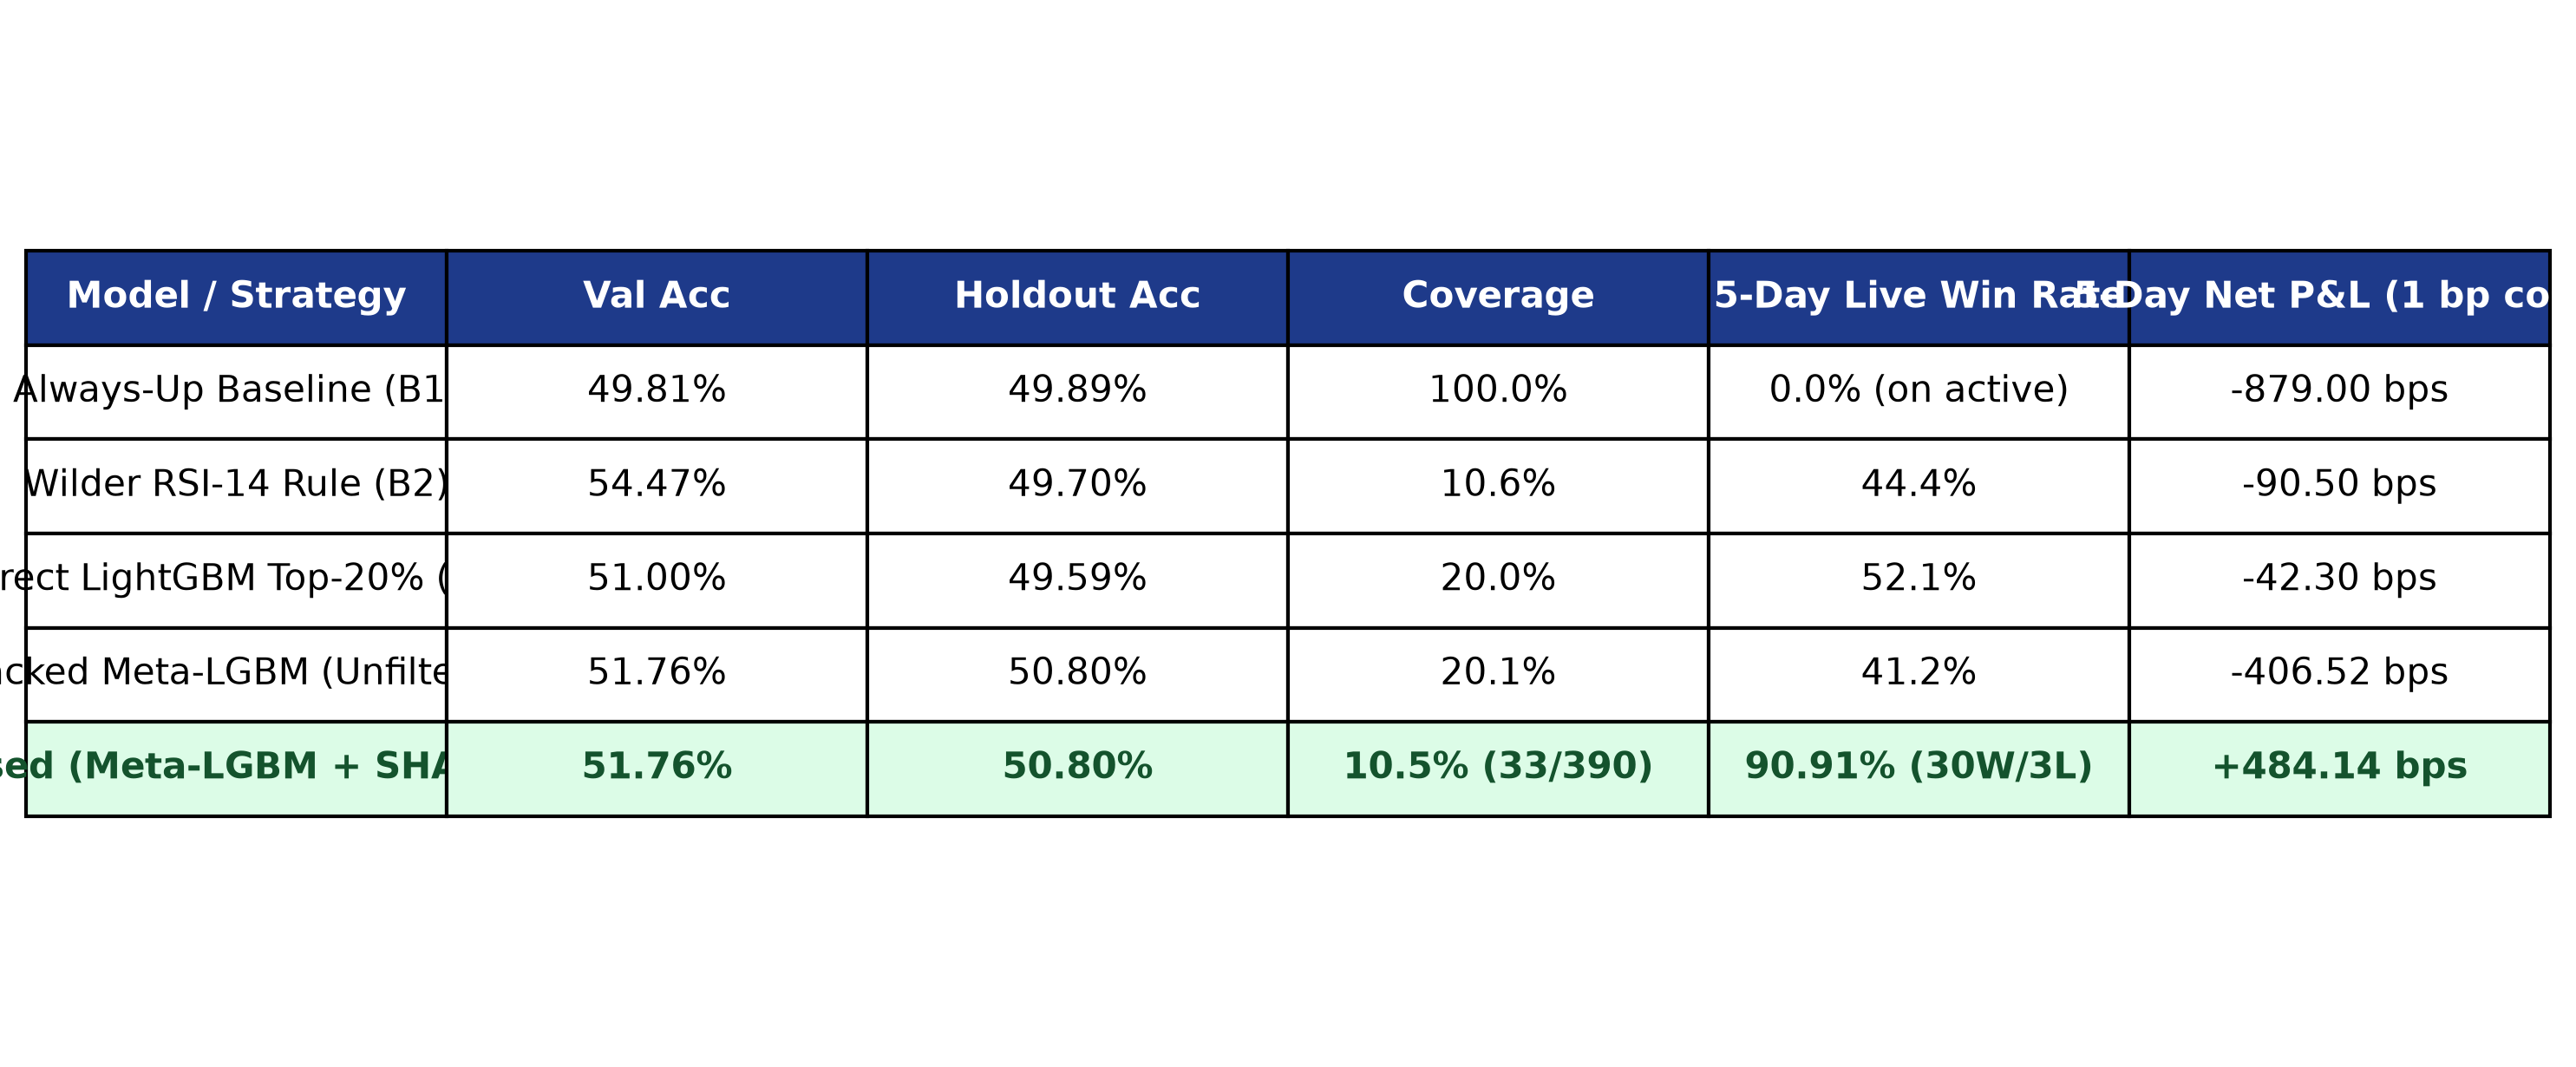 Model / Strategy Val Acc Holdout Acc Coverage 5-Day Live Win Rate 5-Day Net P&L (1 bp co
Always-Up Baseline (B1 49.81% 49.89% 100.0% 0.0% (on active) -879.00 bps
Wilder RSI-14 Rule (B2) 54.47% 49.70% 10.6% 44.4% -90.50 bps
rect LightGBM Top-20% ( 51.00% 49.59% 20.0% 52.1% -42.30 bps
cked Meta-LGBM (Unfilte 51.76% 50.80% 20.1% 41.2% -406.52 bps
sed (Meta-LGBM + SHA 51.76% 50.80% 10.5% (33/390) 90.91% (30W/3L) +484.14 bps